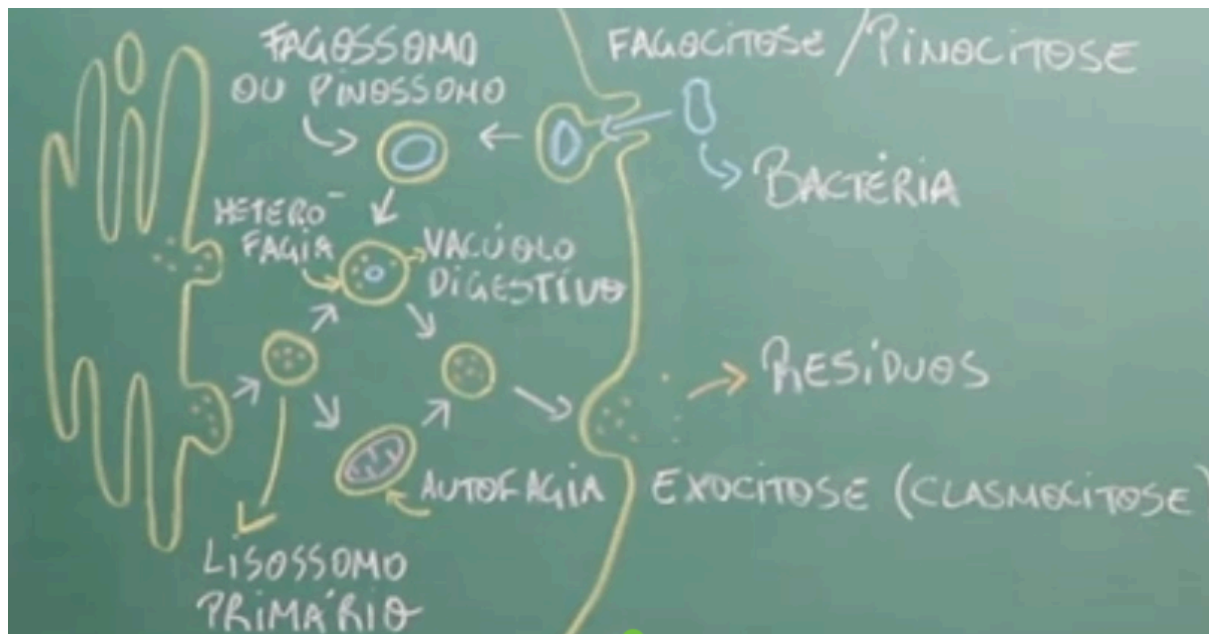 FAGOSSOMO
OU PINOSSOMO
FAGOCITOSE / PINOCITOSE
BACTÉRIA
HETERO-
FAGIA
VACÚOLO
DIGESTIVO
RESÍDUOS
AUTOFAGIA
EXOCITOSE (CLASMOCITOSE)
LISOSSOMO
PRIMÁRIO